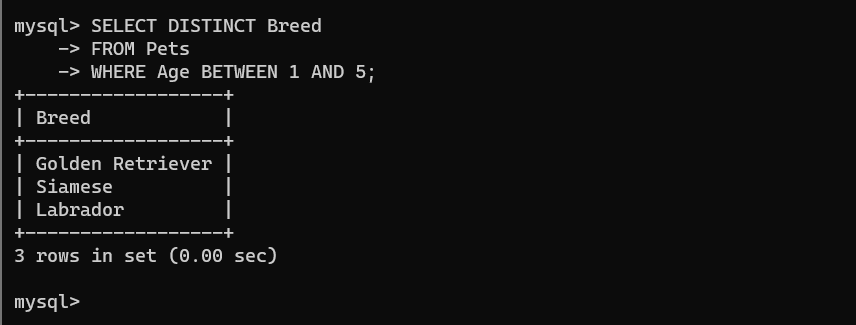 mysql> SELECT DISTINCT Breed
    -> FROM Pets
    -> WHERE Age BETWEEN 1 AND 5;
+------------------+
| Breed            |
+------------------+
| Golden Retriever |
| Siamese          |
| Labrador         |
+------------------+
3 rows in set (0.00 sec)

mysql>